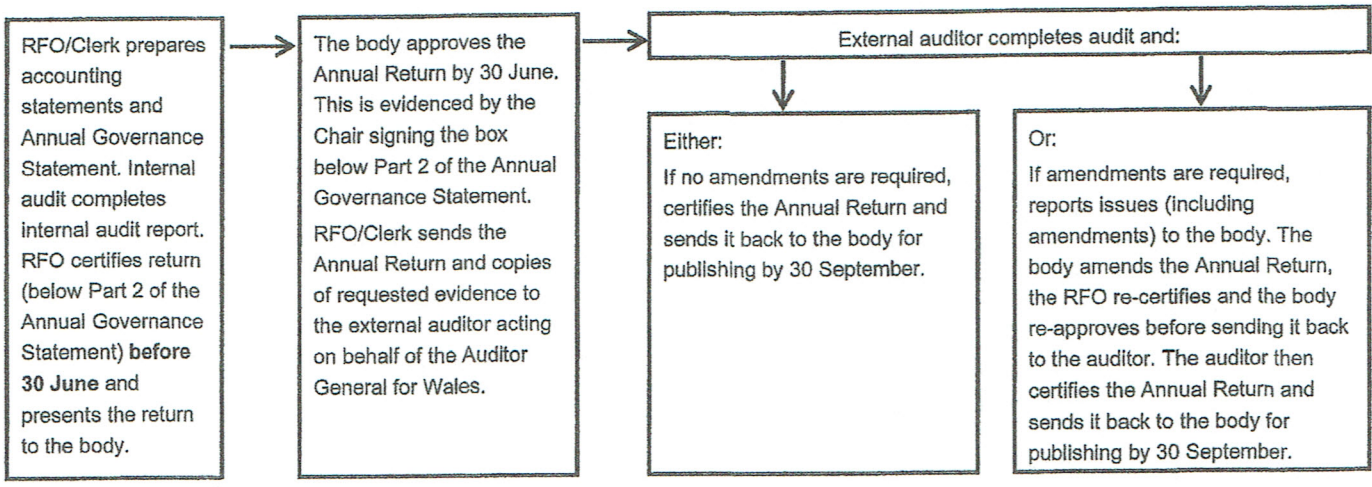 RFO/Clerk prepares
accounting
statements and
Annual Governance
Statement. Internal
audit completes
internal audit report.
RFO certifies return
(below Part 2 of the
Annual Governance
Statement) before
30 June and
presents the return
to the body.
The body approves the
Annual Return by 30 June.
This is evidenced by the
Chair signing the box
below Part 2 of the Annual
Governance Statement.
RFO/Clerk sends the
Annual Return and copies
of requested evidence to
the external auditor acting
on behalf of the Auditor
General for Wales.
External auditor completes audit and:
Either:
If no amendments are required,
certifies the Annual Return and
sends it back to the body for
publishing by 30 September.
Or:
If amendments are required,
reports issues (including
amendments) to the body. The
body amends the Annual Return,
the RFO re-certifies and the body
re-approves before sending it back
to the auditor. The auditor then
certifies the Annual Return and
sends it back to the body for
publishing by 30 September.